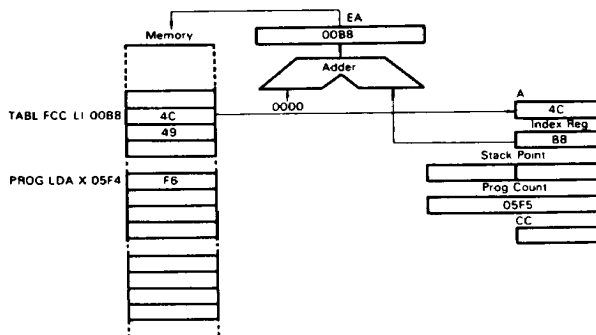 EA
Memory
00B8
Adder
A
0000
TABL FCC LI 00B8
4C
4C
49
Index Reg
B8
Stack Point
PROG LDA X 05F4
F6
Prog Count
05F5
CC